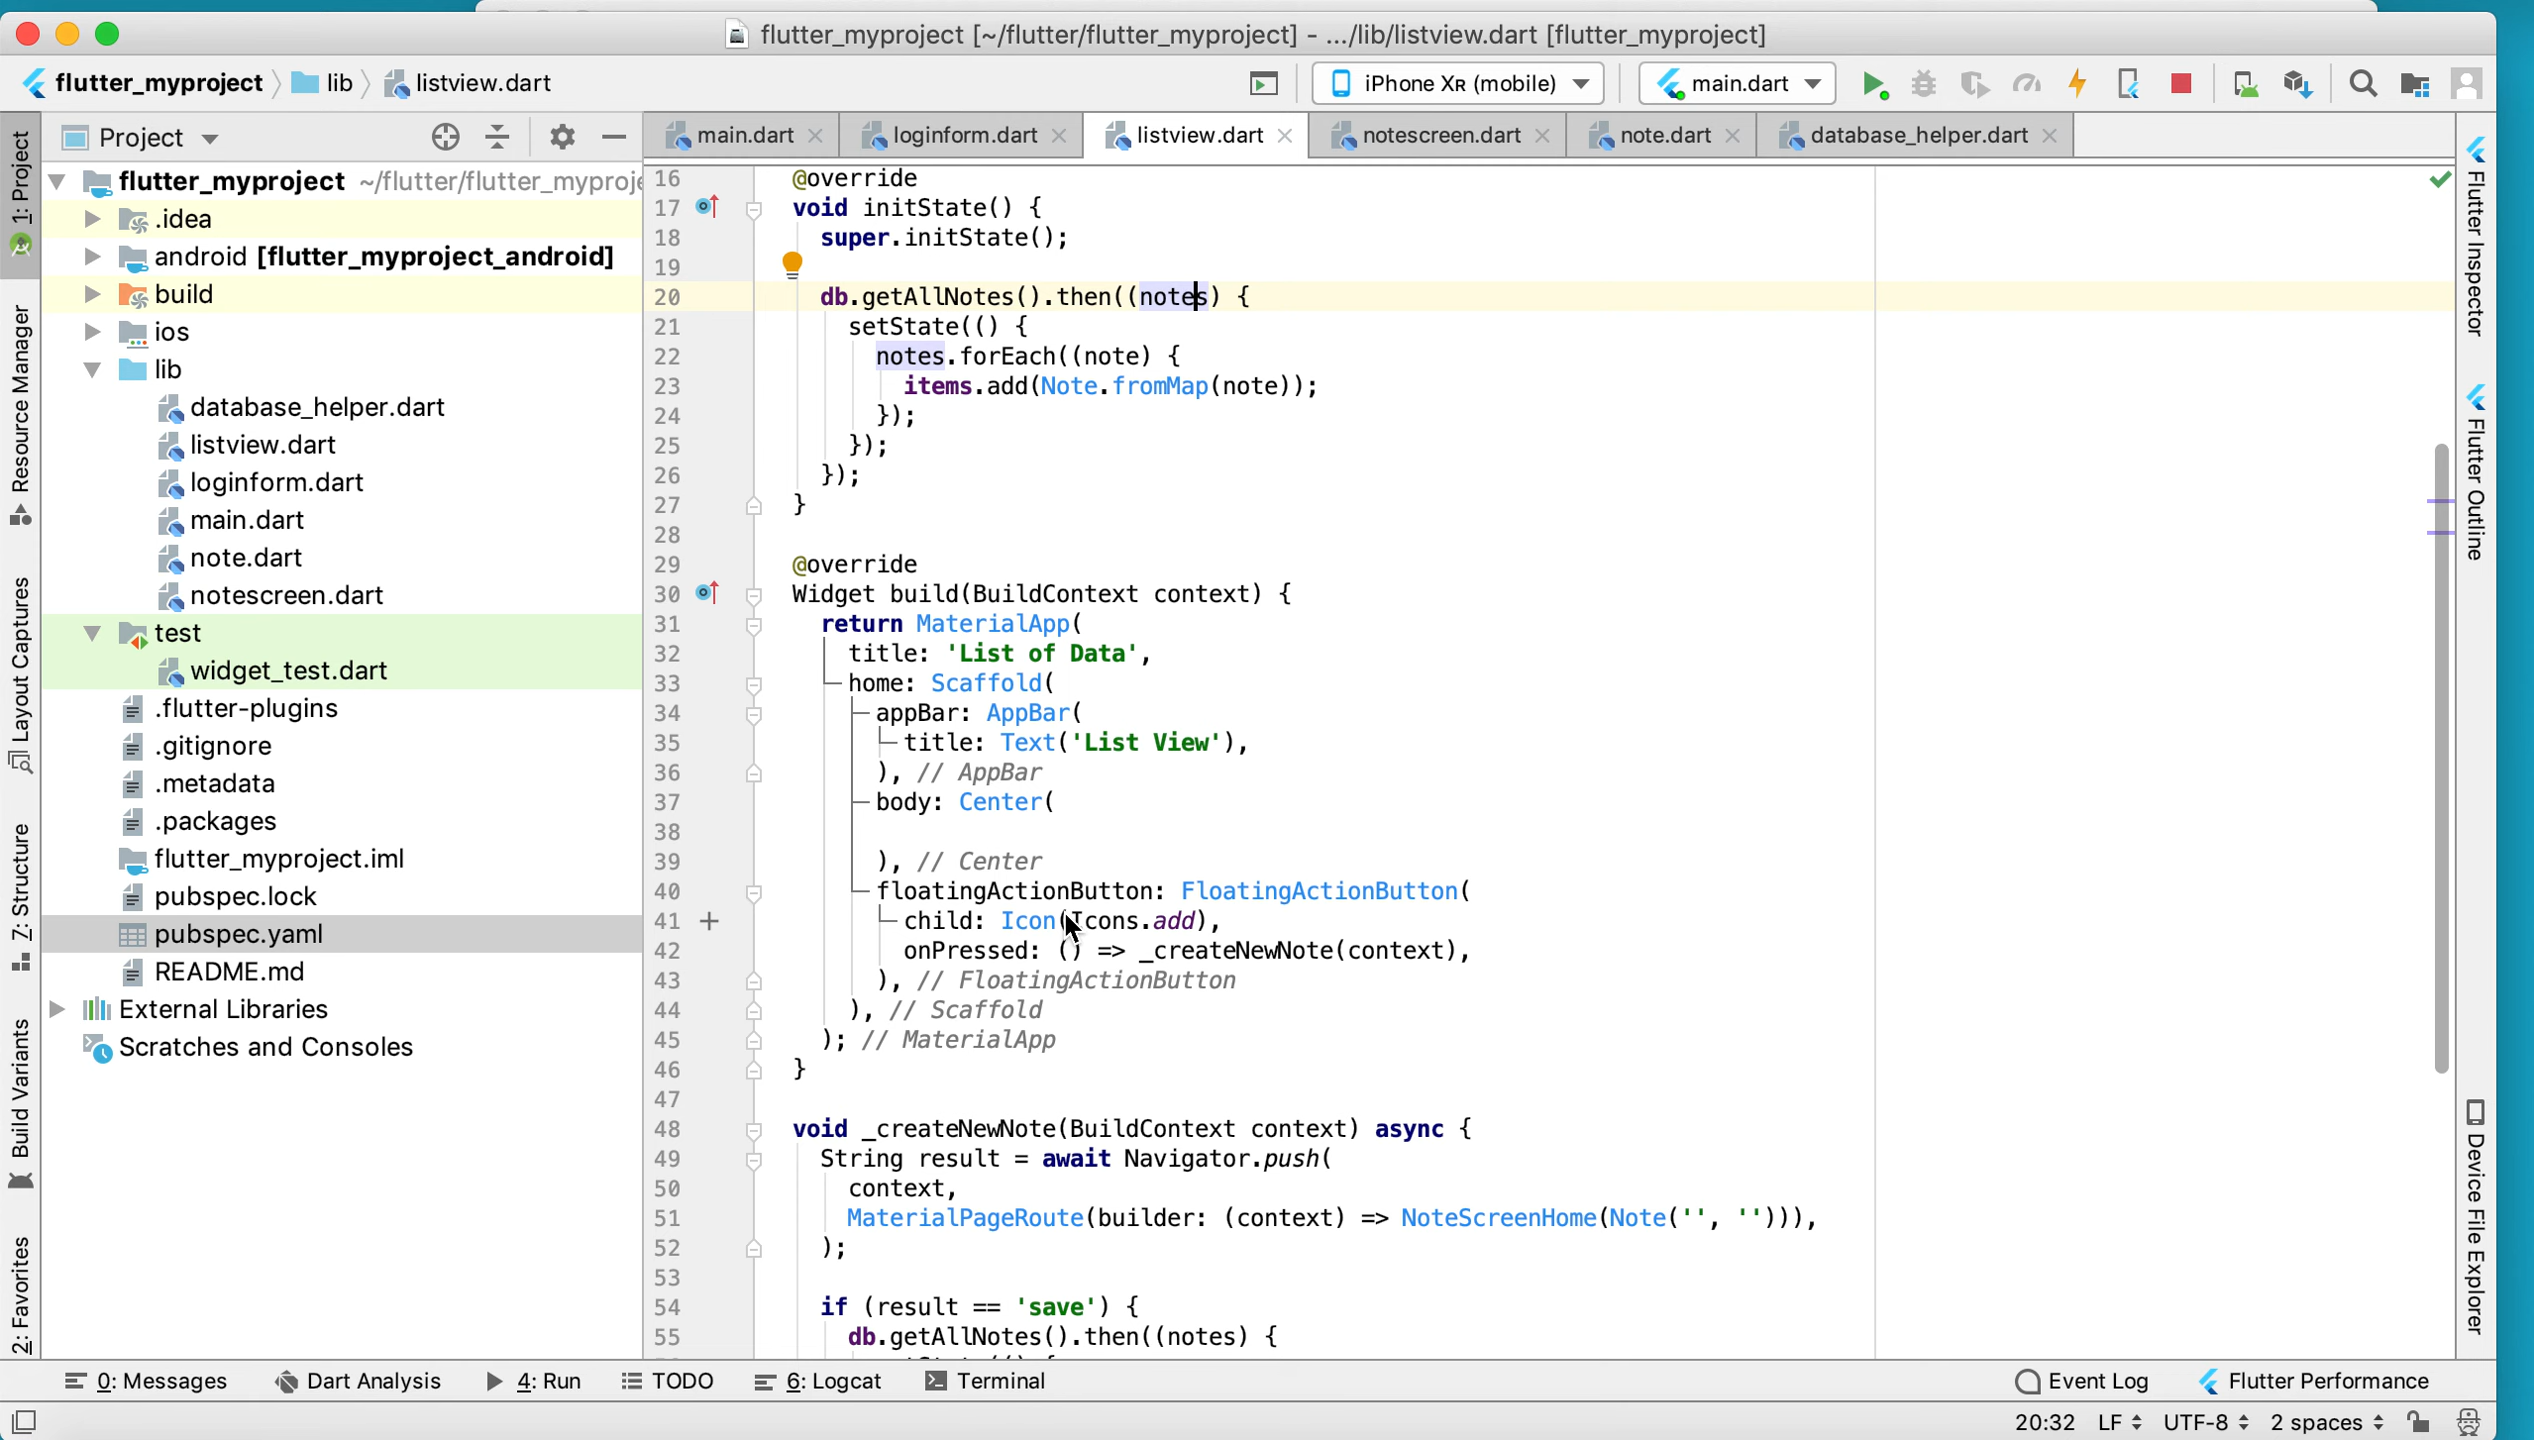 flutter_myproject [~/flutter/flutter_myproject] - .../lib/listview.dart [flutter_myproject]
flutter_myproject lib listview.dart
iPhone XR (mobile) main.dart
1: Project
Resource Manager
Layout Captures
7: Structure
Build Variants
2: Favorites
Project
flutter_myproject ~/flutter/flutter_myproje
.idea
android [flutter_myproject_android]
build
ios
lib
database_helper.dart
listview.dart
loginform.dart
main.dart
note.dart
notescreen.dart
test
widget_test.dart
.flutter-plugins
.gitignore
.metadata
.packages
flutter_myproject.iml
pubspec.lock
pubspec.yaml
README.md
External Libraries
Scratches and Consoles
main.dart loginform.dart listview.dart notescreen.dart note.dart database_helper.dart
16 @override
17 void initState() {
18 super.initState();
19
20 db.getAllNotes().then((notes) {
21 setState(() {
22 notes.forEach((note) {
23 items.add(Note.fromMap(note));
24 });
25 });
26 });
27 }
28
29 @override
30 Widget build(BuildContext context) {
31 return MaterialApp(
32 title: 'List of Data',
33 home: Scaffold(
34 appBar: AppBar(
35 title: Text('List View'),
36 ), // AppBar
37 body: Center(
38
39 ), // Center
40 floatingActionButton: FloatingActionButton(
41 child: Icon(Icons.add),
42 onPressed: () => _createNewNote(context),
43 ), // FloatingActionButton
44 ), // Scaffold
45 ); // MaterialApp
46 }
47
48 void _createNewNote(BuildContext context) async {
49 String result = await Navigator.push(
50 context,
51 MaterialPageRoute(builder: (context) => NoteScreenHome(Note('', ''))),
52 );
53
54 if (result == 'save') {
55 db.getAllNotes().then((notes) {
Flutter Inspector
Flutter Outline
Device File Explorer
0: Messages Dart Analysis 4: Run TODO 6: Logcat Terminal Event Log Flutter Performance
20:32 LF UTF-8 2 spaces